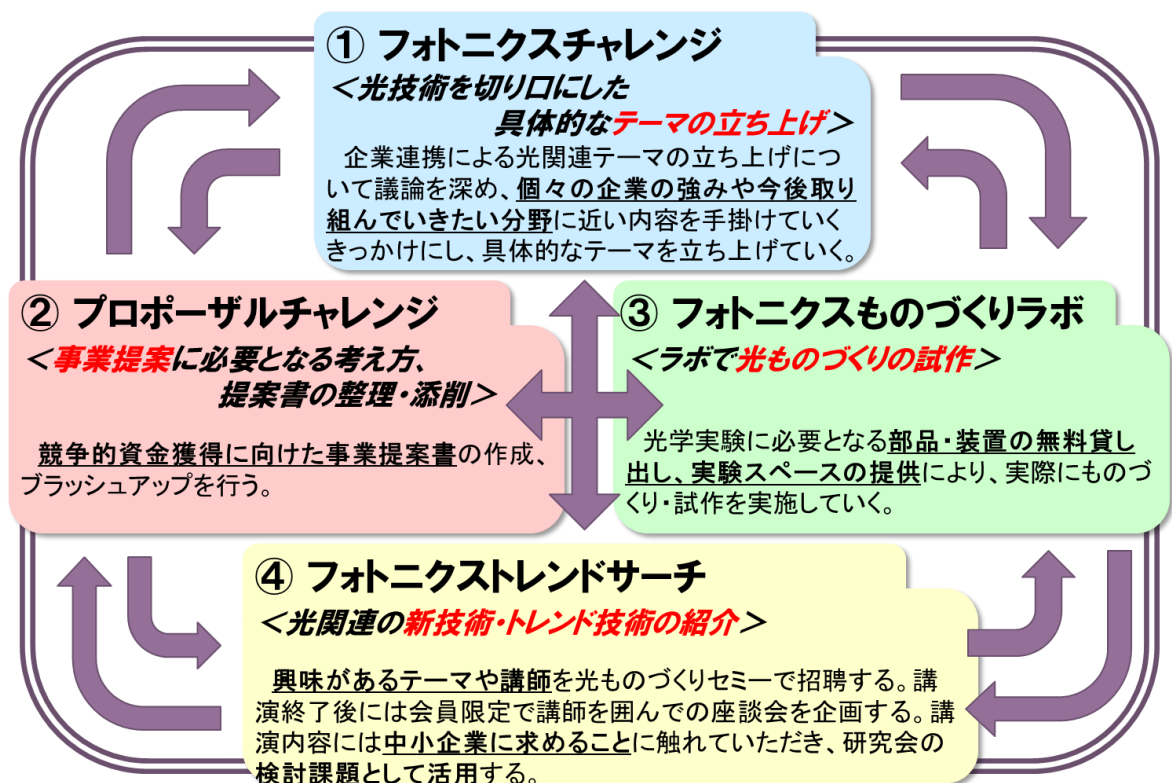 ① フォトニクスチャレンジ
＜光技術を切り口にした
具体的なテーマの立ち上げ＞
企業連携による光関連テーマの立ち上げにつ
いて議論を深め、個々の企業の強みや今後取り
組んでいきたい分野に近い内容を手掛けていく
きっかけにし、具体的なテーマを立ち上げていく。
② プロポーザルチャレンジ
＜事業提案に必要となる考え方、
提案書の整理・添削＞
競争的資金獲得に向けた事業提案書の作成、
ブラッシュアップを行う。
③ フォトニクスものづくりラボ
＜ラボで光ものづくりの試作＞
光学実験に必要となる部品・装置の無料貸し
出し、実験スペースの提供により、実際にものづ
くり・試作を実施していく。
④ フォトニクストレンドサーチ
＜光関連の新技術・トレンド技術の紹介＞
興味があるテーマや講師を光ものづくりセミーで招聘する。講
演終了後には会員限定で講師を囲んでの座談会を企画する。講
演内容には中小企業に求めることに触れていただき、研究会の
検討課題として活用する。